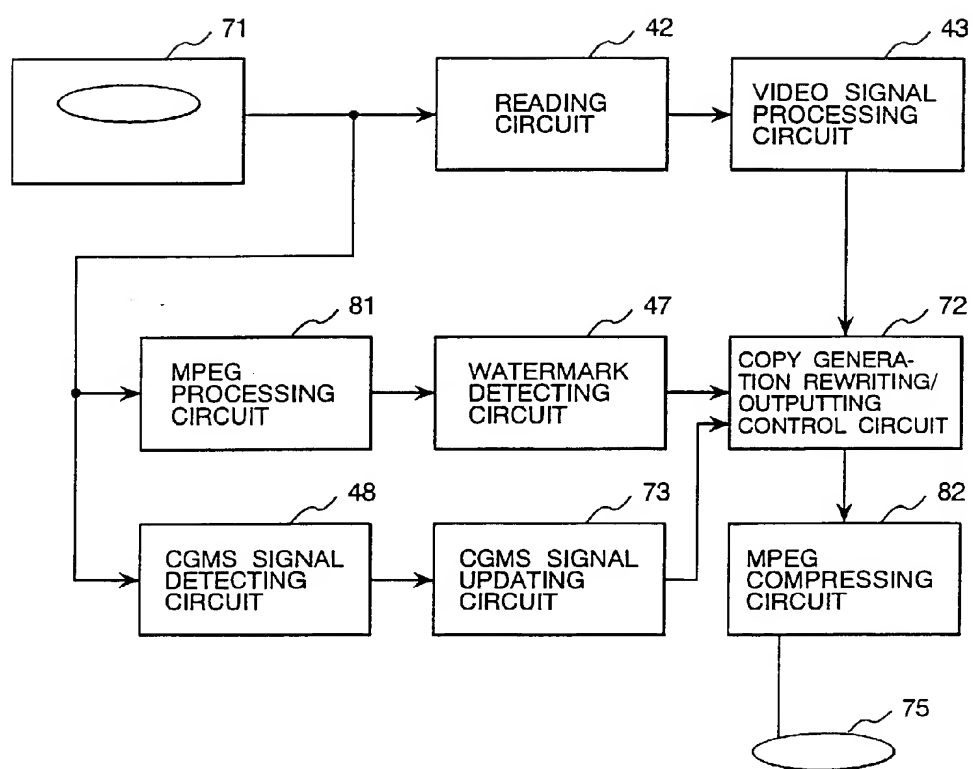 71
42
43
READING
CIRCUIT
VIDEO SIGNAL
PROCESSING
CIRCUIT
81
47
72
MPEG
PROCESSING
CIRCUIT
WATERMARK
DETECTING
CIRCUIT
COPY GENERA-
TION REWRITING/
OUTPUTTING
CONTROL CIRCUIT
48
73
82
CGMS SIGNAL
DETECTING
CIRCUIT
CGMS SIGNAL
UPDATING
CIRCUIT
MPEG
COMPRESSING
CIRCUIT
75